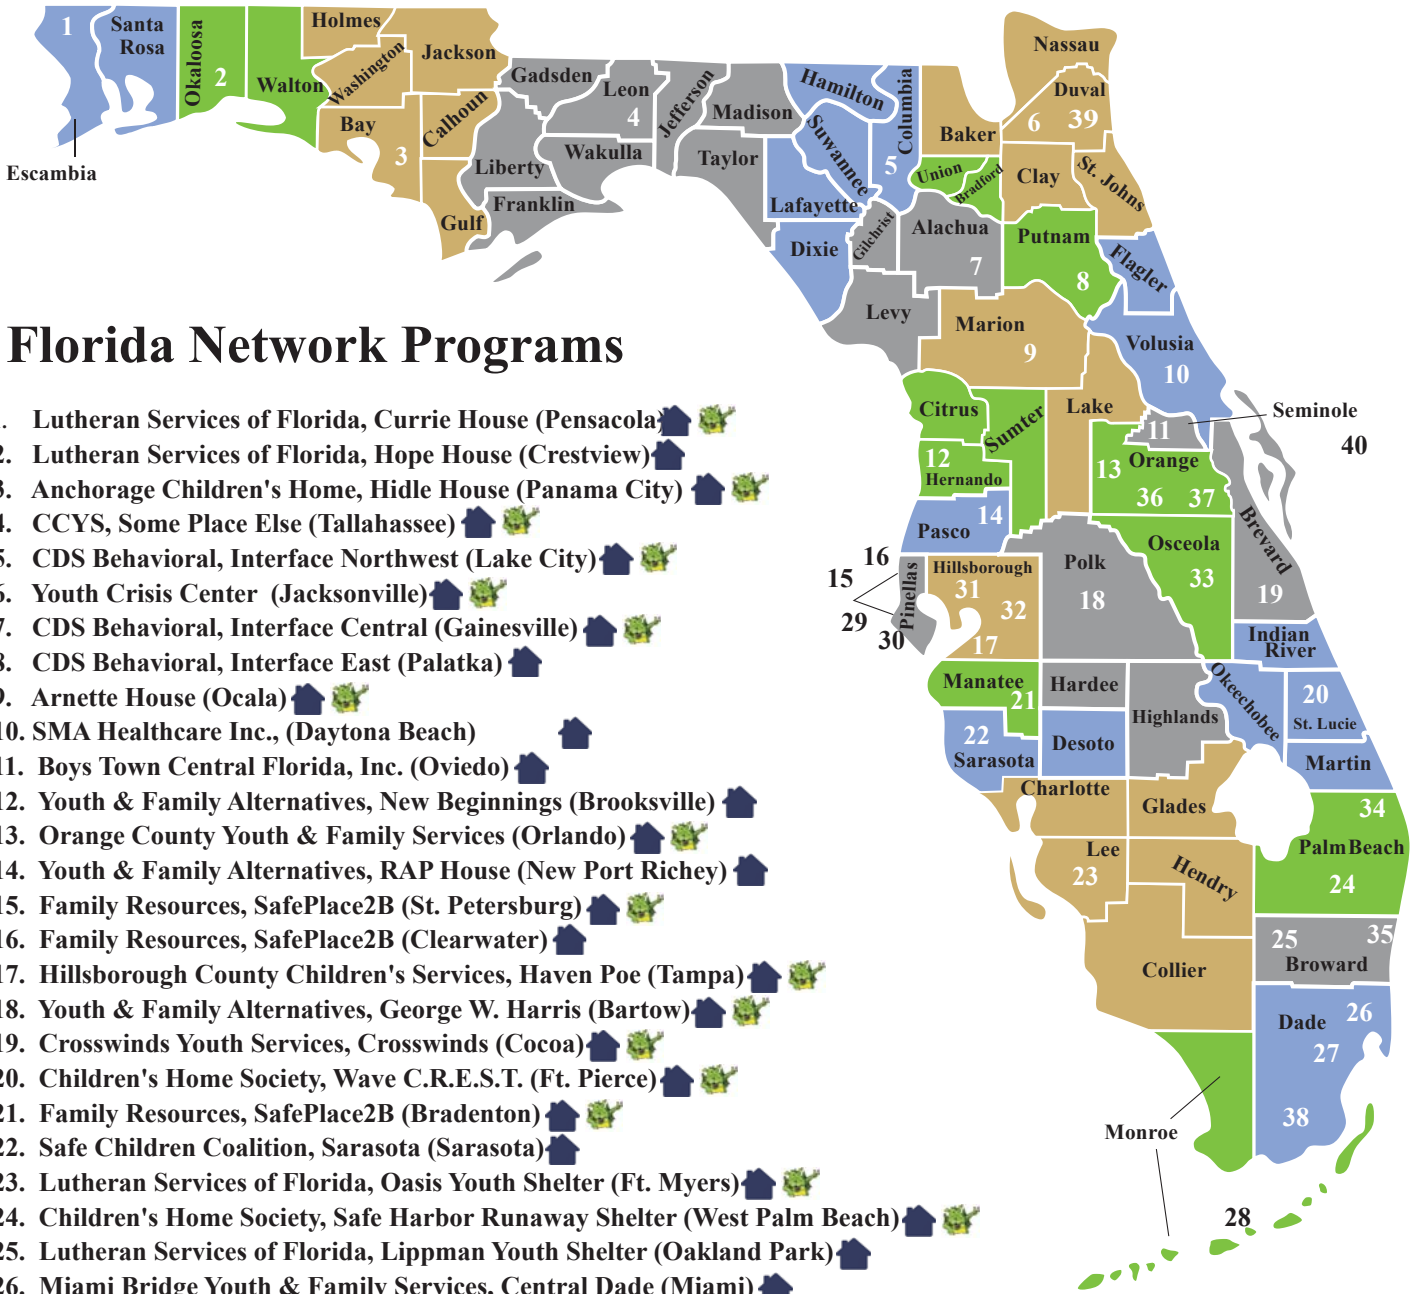 1
Santa
Rosa
Okaloosa
2
Walton
Holmes
Washington
Jackson
Bay
3
Calhoun
Gulf
Gadsden
Leon
4
Liberty
Wakulla
Franklin
Jefferson
Madison
Taylor
Hamilton
Suwannee
Columbia
5
Lafayette
Dixie
Gilchrist
Nassau
Duval
6
39
Baker
Union
Bradford
Clay
St. Johns
Alachua
7
Putnam
8
Flagler
Levy
Marion
9
Volusia
10
Escambia
Florida Network Programs
. Lutheran Services of Florida, Currie House (Pensacola)
2. Lutheran Services of Florida, Hope House (Crestview)
3. Anchorage Children's Home, Hidle House (Panama City)
4. CCYS, Some Place Else (Tallahassee)
5. CDS Behavioral, Interface Northwest (Lake City)
6. Youth Crisis Center (Jacksonville)
7. CDS Behavioral, Interface Central (Gainesville)
8. CDS Behavioral, Interface East (Palatka)
9. Arnette House (Ocala)
10. SMA Healthcare Inc., (Daytona Beach)
11. Boys Town Central Florida, Inc. (Oviedo)
12. Youth & Family Alternatives, New Beginnings (Brooksville)
13. Orange County Youth & Family Services (Orlando)
14. Youth & Family Alternatives, RAP House (New Port Richey)
15. Family Resources, SafePlace2B (St. Petersburg)
16. Family Resources, SafePlace2B (Clearwater)
17. Hillsborough County Children's Services, Haven Poe (Tampa)
18. Youth & Family Alternatives, George W. Harris (Bartow)
19. Crosswinds Youth Services, Crosswinds (Cocoa)
20. Children's Home Society, Wave C.R.E.S.T. (Ft. Pierce)
21. Family Resources, SafePlace2B (Bradenton)
22. Safe Children Coalition, Sarasota (Sarasota)
23. Lutheran Services of Florida, Oasis Youth Shelter (Ft. Myers)
24. Children's Home Society, Safe Harbor Runaway Shelter (West Palm Beach)
25. Lutheran Services of Florida, Lippman Youth Shelter (Oakland Park)
26. Miami Bridge Youth & Family Services, Central Dade (Miami)
Citrus
Sumter
Lake
11
Seminole
40
12
Hernando
13
Orange
36
37
Pasco
14
Brevard
19
Osceola
33
16
15
29
30
Pinellas
Hillsborough
31
32
17
Polk
18
Indian
River
Manatee
21
Hardee
Highlands
Okeechobee
20
St. Lucie
22
Sarasota
Desoto
Martin
Charlotte
Glades
34
Palm Beach
24
Lee
23
Hendry
25
35
Broward
Collier
Dade
26
27
38
Monroe
28